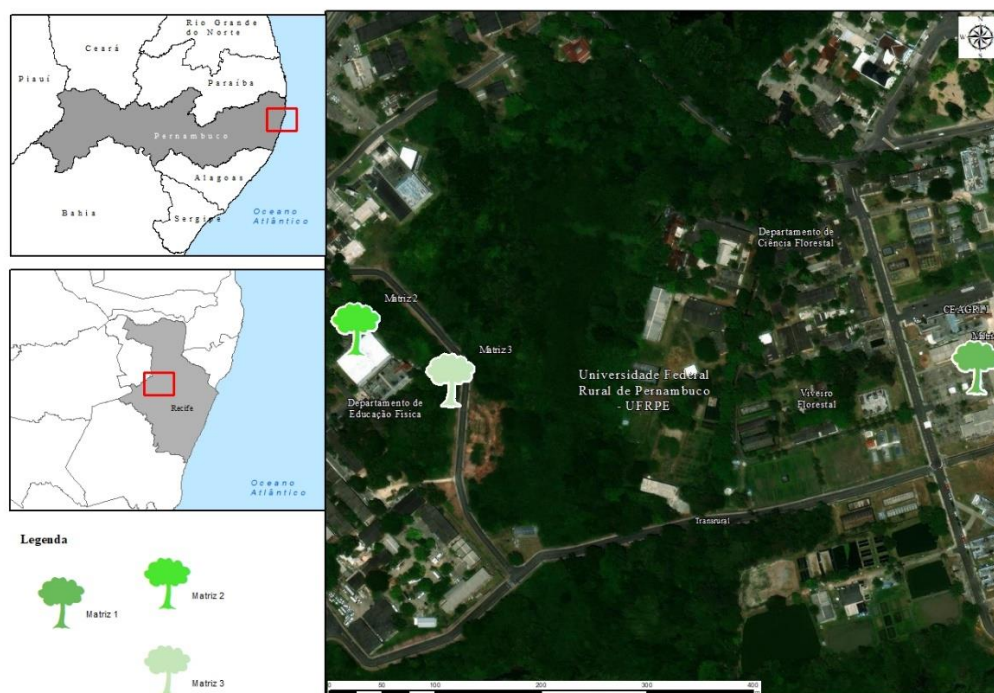 Rio Grande
do Norte
Ceará
Piauí
Paraíba
Pernambuco
Alagoas
Bahia
Sergipe
Oceano
Atlântico
Recife
Oceano
Atlântico
Legenda
Matriz 1
Matriz 2
Matriz 3
N
W
Departamento de
Ciência Florestal
Matriz 2
Matriz 3
Departamento de
Educação Física
Universidade Federal
Rural de Pernambuco
- UFRPE
Viveiro
Florestal
Transrural
0
50
100
200
300
400